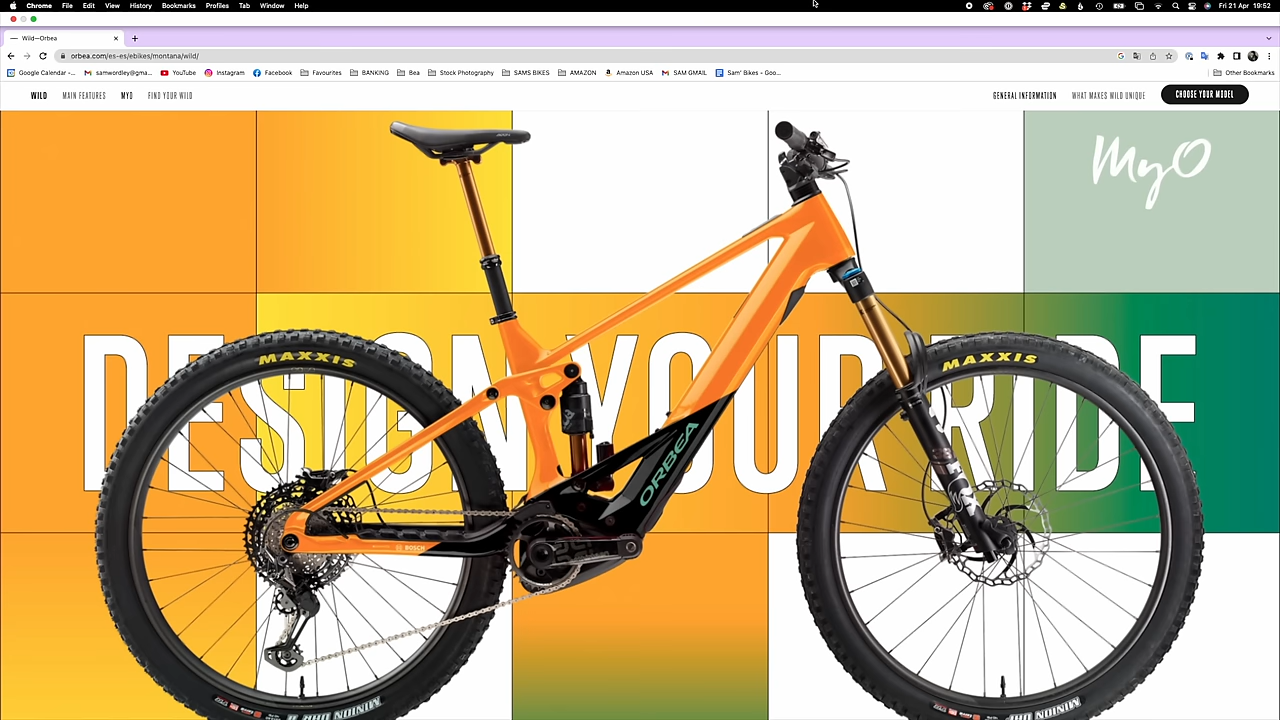 Chrome File Edit View History Bookmarks Profiles Tab Window Help Fri 21 Apr 19:52
Wild—Orbea
orbea.com/es-es/ebikes/montana/wild/
Google Calendar -... samwordley@gma... YouTube Instagram Facebook Favourites BANKING Bea Stock Photography SAMS BIKES AMAZON Amazon USA SAM GMAIL Sam' Bikes - Goo... Other Bookmarks
WILD MAIN FEATURES MYO FIND YOUR WILD GENERAL INFORMATION WHAT MAKES WILD UNIQUE CHOOSE YOUR MODEL
MyO
DESIGN YOUR RIDE
MAXXIS MAXXIS
ORBEA
BOSCH
MINION DHR II
MINION DHR II